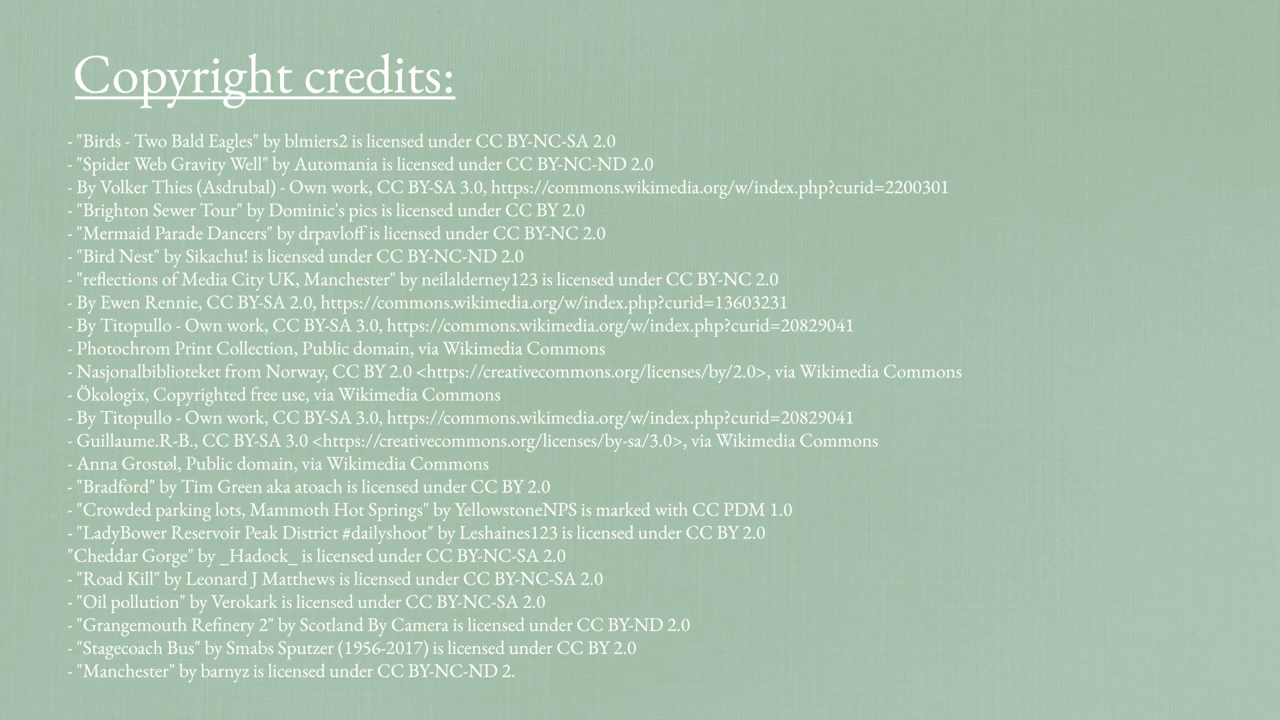 Copyright credits:
- "Birds - Two Bald Eagles" by blmiers2 is licensed under CC BY-NC-SA 2.0
- "Spider Web Gravity Well" by Automania is licensed under CC BY-NC-ND 2.0
- By Volker Thies (Asdrubal) - Own work, CC BY-SA 3.0, https://commons.wikimedia.org/w/index.php?curid=2200301
- "Brighton Sewer Tour" by Dominic's pics is licensed under CC BY 2.0
- "Mermaid Parade Dancers" by drpavloff is licensed under CC BY-NC 2.0
- "Bird Nest" by Sikachu! is licensed under CC BY-NC-ND 2.0
- "reflections of Media City UK, Manchester" by neilalderney123 is licensed under CC BY-NC 2.0
- By Ewen Rennie, CC BY-SA 2.0, https://commons.wikimedia.org/w/index.php?curid=13603231
- By Titopullo - Own work, CC BY-SA 3.0, https://commons.wikimedia.org/w/index.php?curid=20829041
- Photochrom Print Collection, Public domain, via Wikimedia Commons
- Nasjonalbiblioteket from Norway, CC BY 2.0 <https://creativecommons.org/licenses/by/2.0>, via Wikimedia Commons
- Ökologix, Copyrighted free use, via Wikimedia Commons
- By Titopullo - Own work, CC BY-SA 3.0, https://commons.wikimedia.org/w/index.php?curid=20829041
- Guillaume.R-B., CC BY-SA 3.0 <https://creativecommons.org/licenses/by-sa/3.0>, via Wikimedia Commons
- Anna Grostøl, Public domain, via Wikimedia Commons
- "Bradford" by Tim Green aka atoach is licensed under CC BY 2.0
- "Crowded parking lots, Mammoth Hot Springs" by YellowstoneNPS is marked with CC PDM 1.0
- "LadyBower Reservoir Peak District #dailyshoot" by Leshaines123 is licensed under CC BY 2.0
"Cheddar Gorge" by _Hadock_ is licensed under CC BY-NC-SA 2.0
- "Road Kill" by Leonard J Matthews is licensed under CC BY-NC-SA 2.0
- "Oil pollution" by Verokark is licensed under CC BY-NC-SA 2.0
- "Grangemouth Refinery 2" by Scotland By Camera is licensed under CC BY-ND 2.0
- "Stagecoach Bus" by Smabs Sputzer (1956-2017) is licensed under CC BY 2.0
- "Manchester" by barnyz is licensed under CC BY-NC-ND 2.